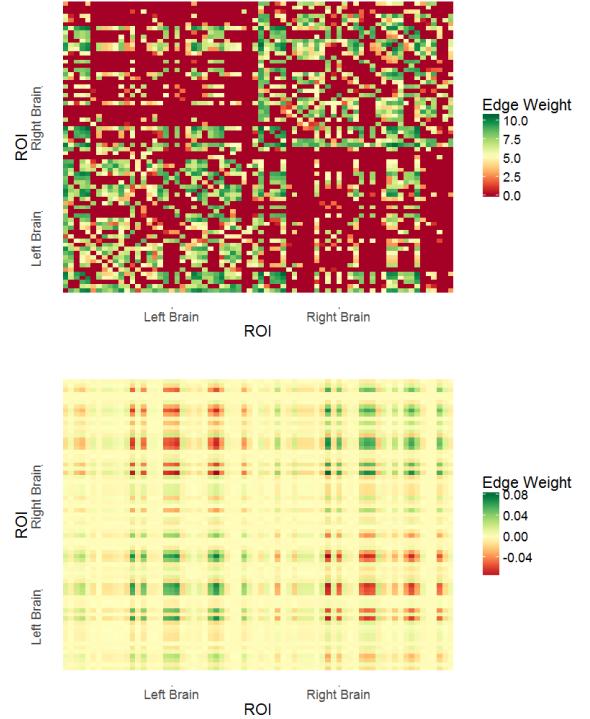 Edge Weight
10.0
7.5
5.0
2.5
0.0
ROI
Right Brain
Left Brain
Left Brain
Right Brain
ROI
Edge Weight
0.08
0.04
0.00
-0.04
ROI
Right Brain
Left Brain
Left Brain
Right Brain
ROI